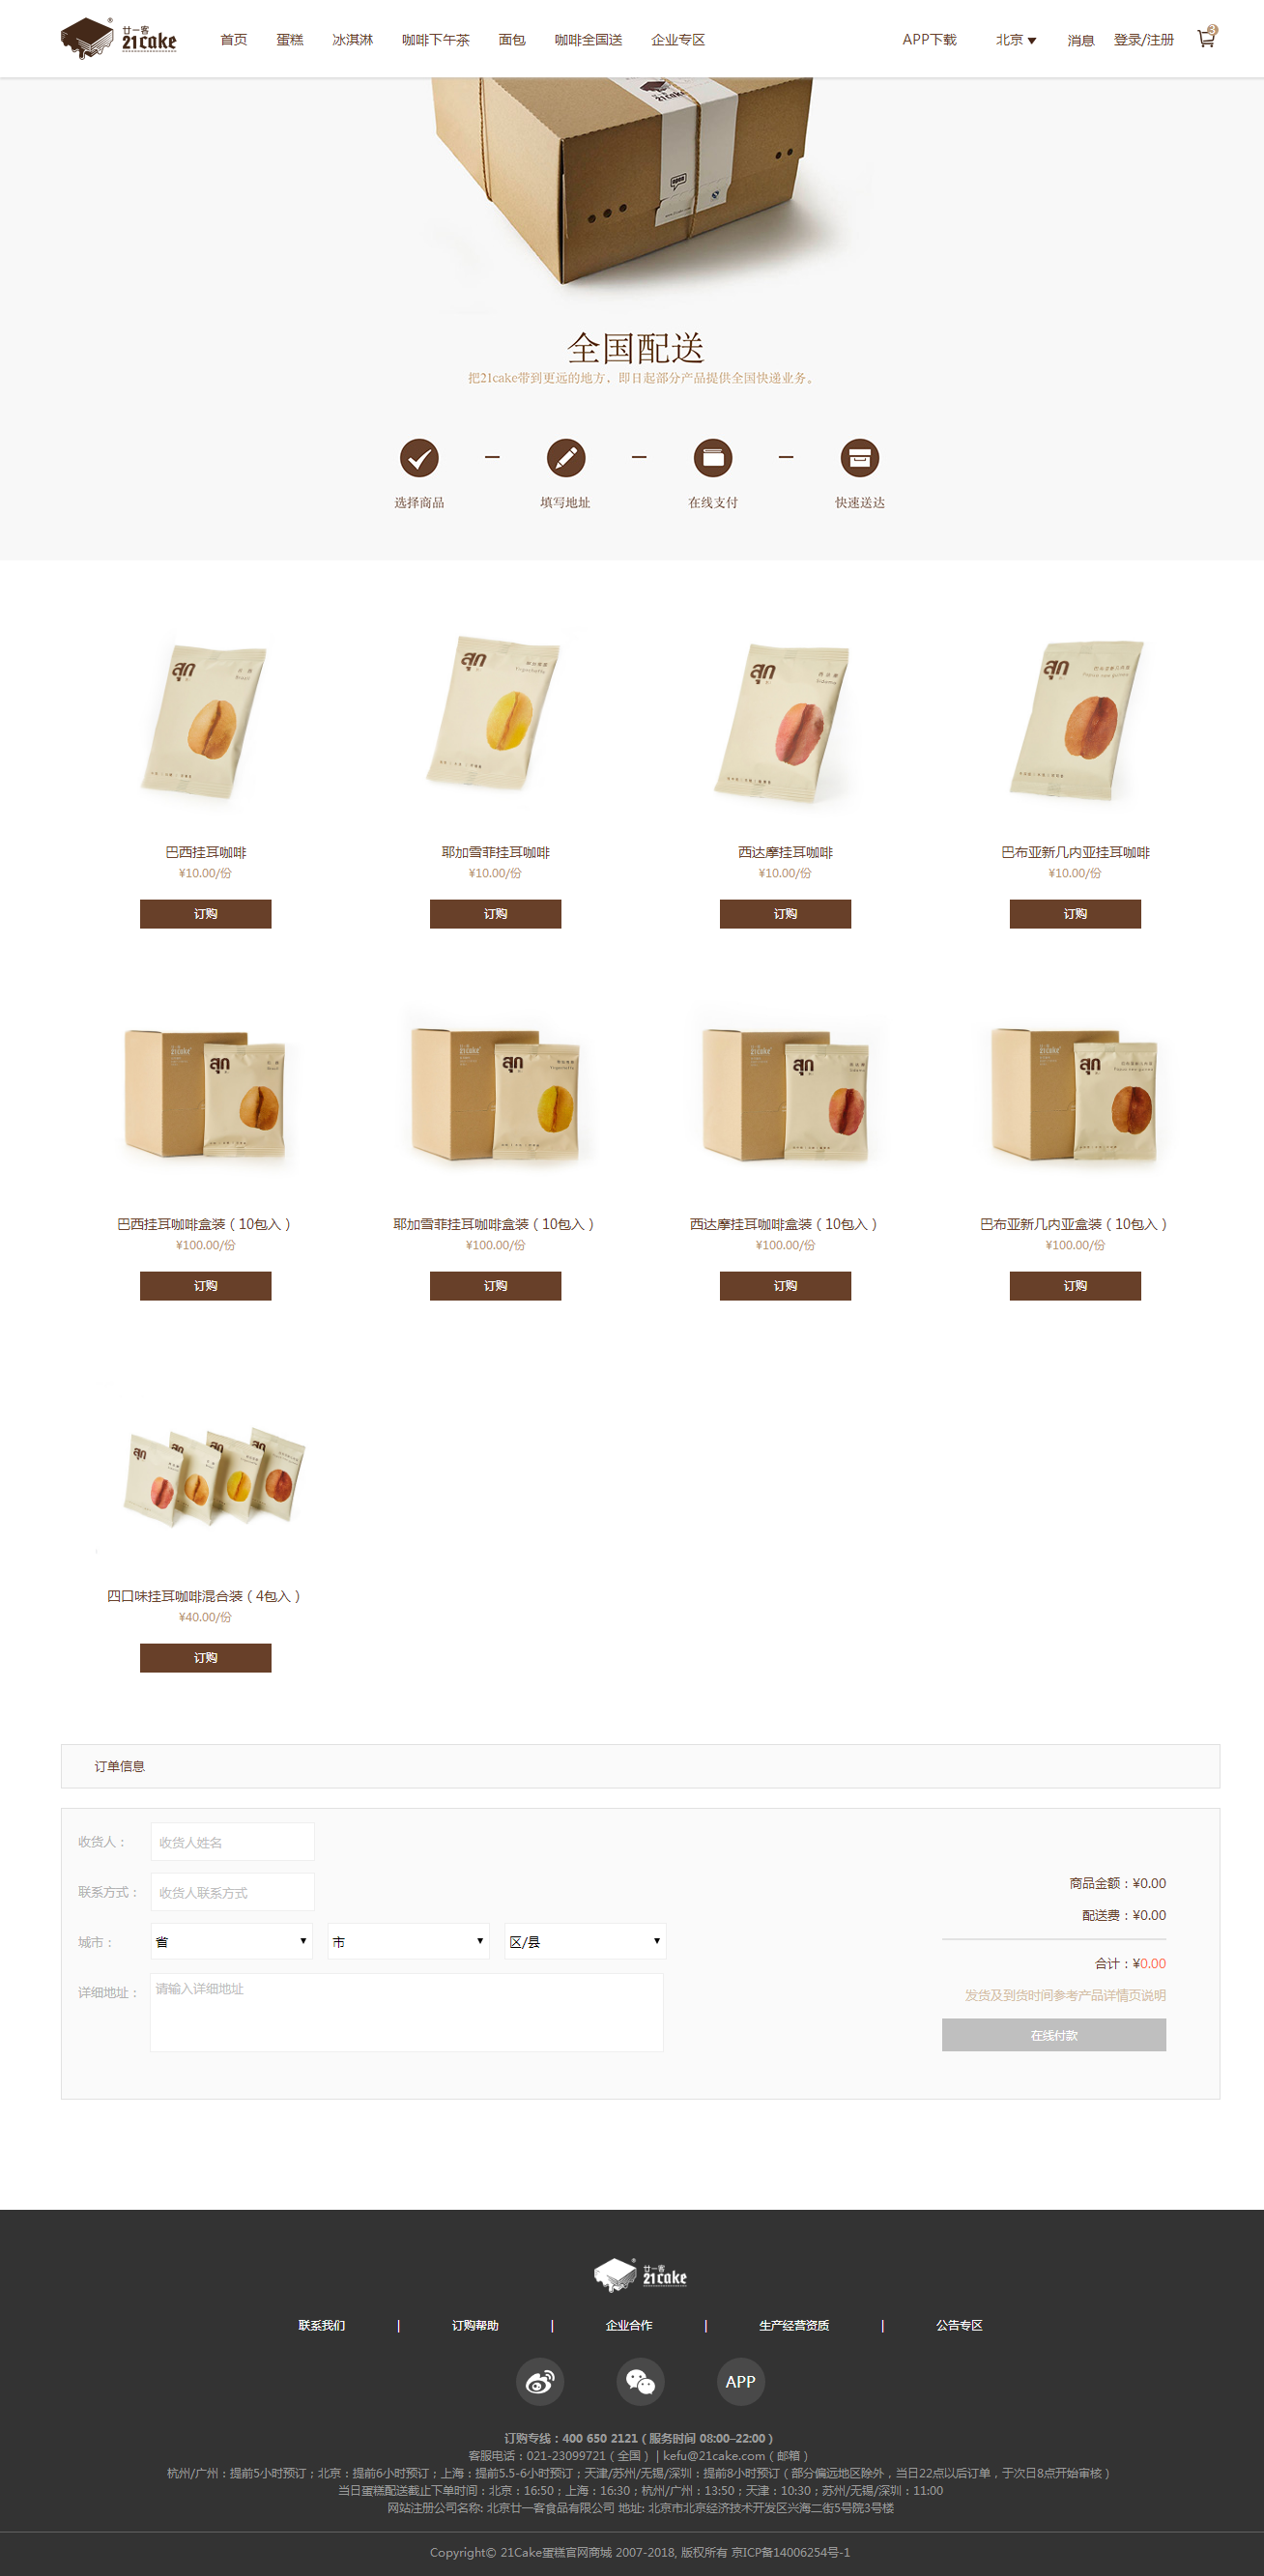 廿一客
21cake
首页 蛋糕 冰淇淋 咖啡下午茶 面包 咖啡全国送 企业专区 APP下载 北京 消息 登录/注册 3
全国配送
把21cake带到更远的地方，即日起部分产品提供全国快递业务。
选择商品 填写地址 在线支付 快速送达
巴西挂耳咖啡 耶加雪菲挂耳咖啡 西达摩挂耳咖啡 巴布亚新几内亚挂耳咖啡
¥10.00/份 ¥10.00/份 ¥10.00/份 ¥10.00/份
订购 订购 订购 订购
巴西挂耳咖啡盒装（10包入） 耶加雪菲挂耳咖啡盒装（10包入） 西达摩挂耳咖啡盒装（10包入） 巴布亚新几内亚盒装（10包入）
¥100.00/份 ¥100.00/份 ¥100.00/份 ¥100.00/份
订购 订购 订购 订购
四口味挂耳咖啡混合装（4包入）
¥40.00/份
订购
订单信息
收货人： 收货人姓名
联系方式： 收货人联系方式
城市： 省 市 区/县
详细地址： 请输入详细地址
商品金额：¥0.00
配送费：¥0.00
合计：¥0.00
发货及到货时间参考产品详情页说明
在线付款
廿一客
21cake
联系我们 | 订购帮助 | 企业合作 | 生产经营资质 | 公告专区
APP
订购专线：400 650 2121（服务时间 08:00–22:00）
客服电话：021-23099721（全国） | kefu@21cake.com（邮箱）
杭州/广州：提前5小时预订；北京：提前6小时预订；上海：提前5.5-6小时预订；天津/苏州/无锡/深圳：提前8小时预订（部分偏远地区除外，当日22点以后订单，于次日8点开始审核）
当日蛋糕配送截止下单时间：北京：16:50；上海：16:30；杭州/广州：13:50；天津：10:30；苏州/无锡/深圳：11:00
网站注册公司名称: 北京廿一客食品有限公司 地址: 北京市北京经济技术开发区兴海二街5号院3号楼
Copyright© 21Cake蛋糕官网商城 2007-2018, 版权所有 京ICP备14006254号-1